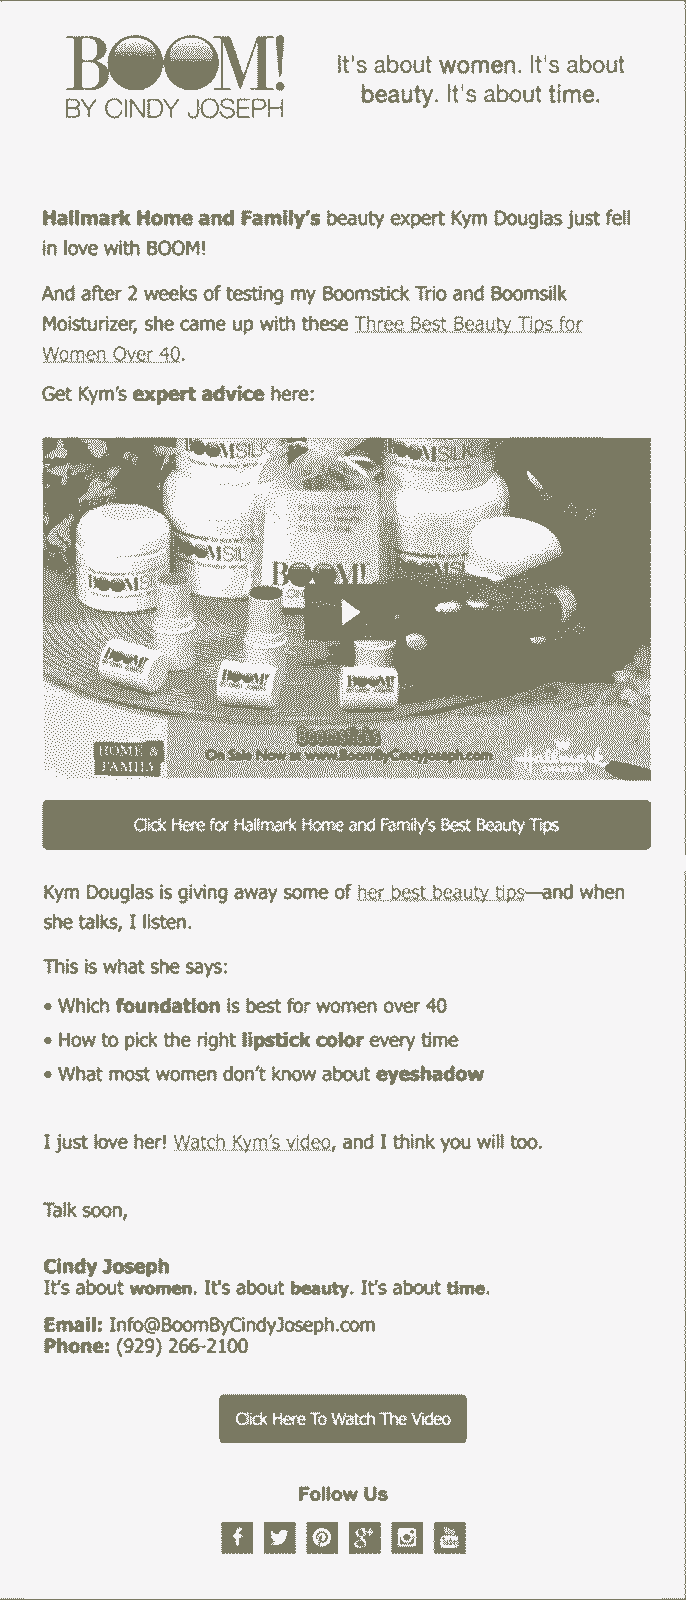 BOOM!
BY CINDY JOSEPH
It's about women. It's about
beauty. It's about time.
Hallmark Home and Family's beauty expert Kym Douglas just fell
in love with BOOM!
And after 2 weeks of testing my Boomstick Trio and Boomsilk
Moisturizer, she came up with these Three Best Beauty Tips for
Women Over 40.
Get Kym's expert advice here:
BOOMSILK
BOOMSILK
BOOMSILK
BOOM!
BOOM!
BOOM!
BOOM!
On Sale Now at www.BoomByCindyJoseph.com
HOME &
FAMILY
Hallmark
Click Here for Hallmark Home and Family's Best Beauty Tips
Kym Douglas is giving away some of her best beauty tips—and when
she talks, I listen.
This is what she says:
• Which foundation is best for women over 40
• How to pick the right lipstick color every time
• What most women don't know about eyeshadow
I just love her! Watch Kym's video, and I think you will too.
Talk soon,
Cindy Joseph
It's about women. It's about beauty. It's about time.
Email: Info@BoomByCindyJoseph.com
Phone: (929) 266-2100
Click Here To Watch The Video
Follow Us